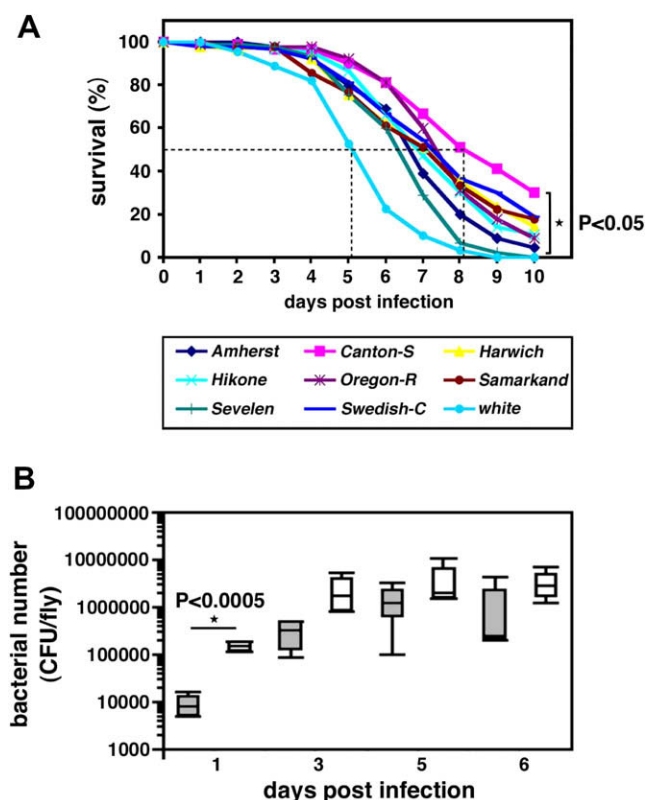 A
survival (%)
100
80
60
40
20
0
0 1 2 3 4 5 6 7 8 9 10
days post infection
★ P<0.05
Amherst Canton-S Harwich
Hikone Oregon-R Samarkand
Sevelen Swedish-C white
B
bacterial number
(CFU/fly)
100000000
10000000
1000000
100000
10000
1000
P<0.0005
★
1 3 5 6
days post infection